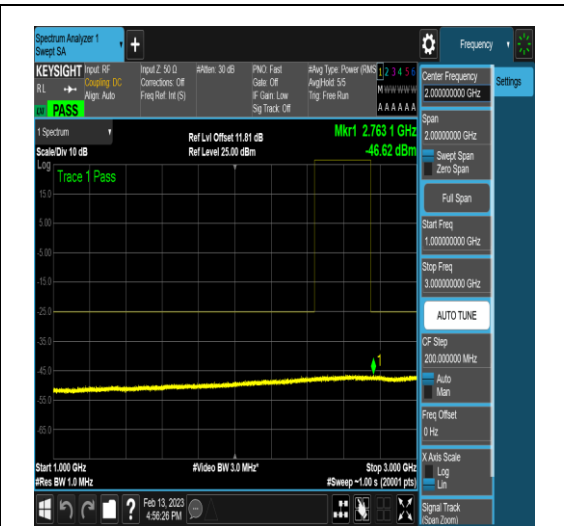 Spectrum Analyzer 1
Swept SA
Frequency
KEYSIGHT
RL
PASS
Input: RF
Coupling: DC
Align: Auto
Input Z: 50 Ω
Corrections: Off
Freq Ref: Int (S)
#Atten: 30 dB
PNO: Fast
Gate: Off
IF Gain: Low
Sig Track: Off
#Avg Type: Power (RMS
Avg|Hold: 5/5
Trig: Free Run
1 2 3 4 5 6
M W W W W W
A A A A A A
1 Spectrum
Scale/Div 10 dB
Ref Lvl Offset 11.81 dB
Ref Level 25.00 dBm
Mkr1 2.763 1 GHz
-46.62 dBm
Log
Trace 1 Pass
15.0
5.00
-5.00
-15.0
-25.0
-35.0
-45.0
-55.0
-65.0
1
Start 1.000 GHz
#Res BW 1.0 MHz
#Video BW 3.0 MHz*
Stop 3.000 GHz
#Sweep ~1.00 s (20001 pts)
Feb 13, 2023
4:56:26 PM
?
Center Frequency
2.000000000 GHz
Settings
Span
2.00000000 GHz
Swept Span
Zero Span
Full Span
Start Freq
1.000000000 GHz
Stop Freq
3.000000000 GHz
AUTO TUNE
CF Step
200.000000 MHz
Auto
Man
Freq Offset
0 Hz
X Axis Scale
Log
Lin
Signal Track
(Span Zoom)